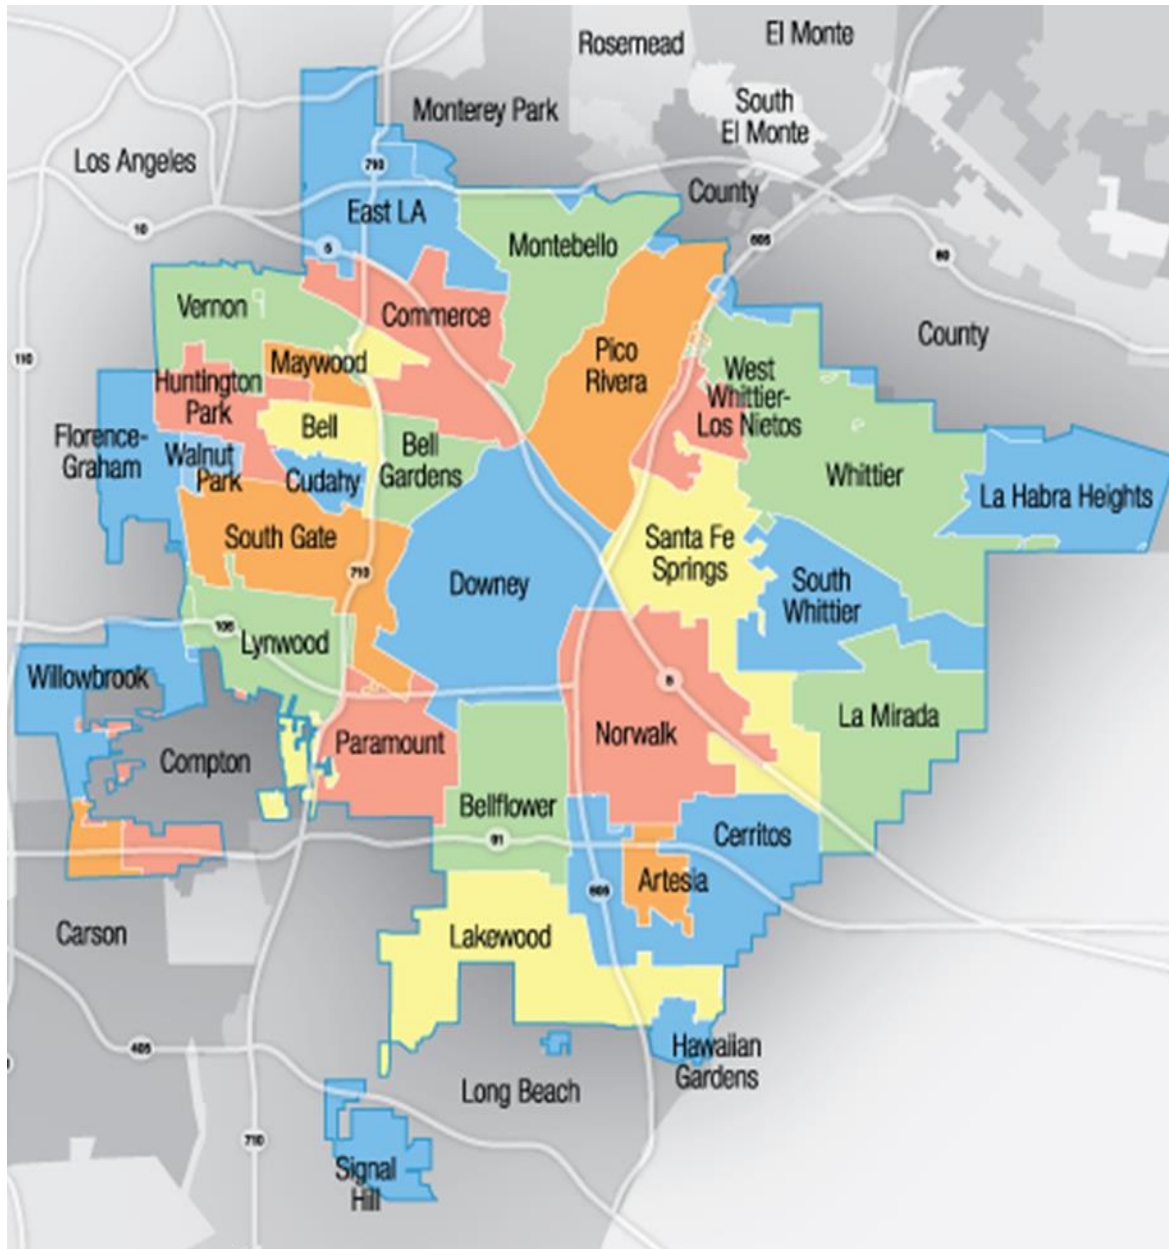 Rosemead
El Monte
Monterey Park
South
El Monte
Los Angeles
710
County
East LA
10
5
Montebello
605
60
Vernon
Commerce
County
110
Maywood
Pico
Rivera
West
Whittier-
Los Nietos
Huntington
Park
Bell
Florence-
Graham
Walnut
Park
Bell
Gardens
Cudahy
Whittier
La Habra Heights
South Gate
Santa Fe
Springs
710
Downey
South
Whittier
105
Lynwood
Willowbrook
5
La Mirada
Norwalk
Paramount
Compton
Bellflower
91
Cerritos
Artesia
605
Carson
Lakewood
405
Hawaiian
Gardens
Long Beach
710
Signal
Hill